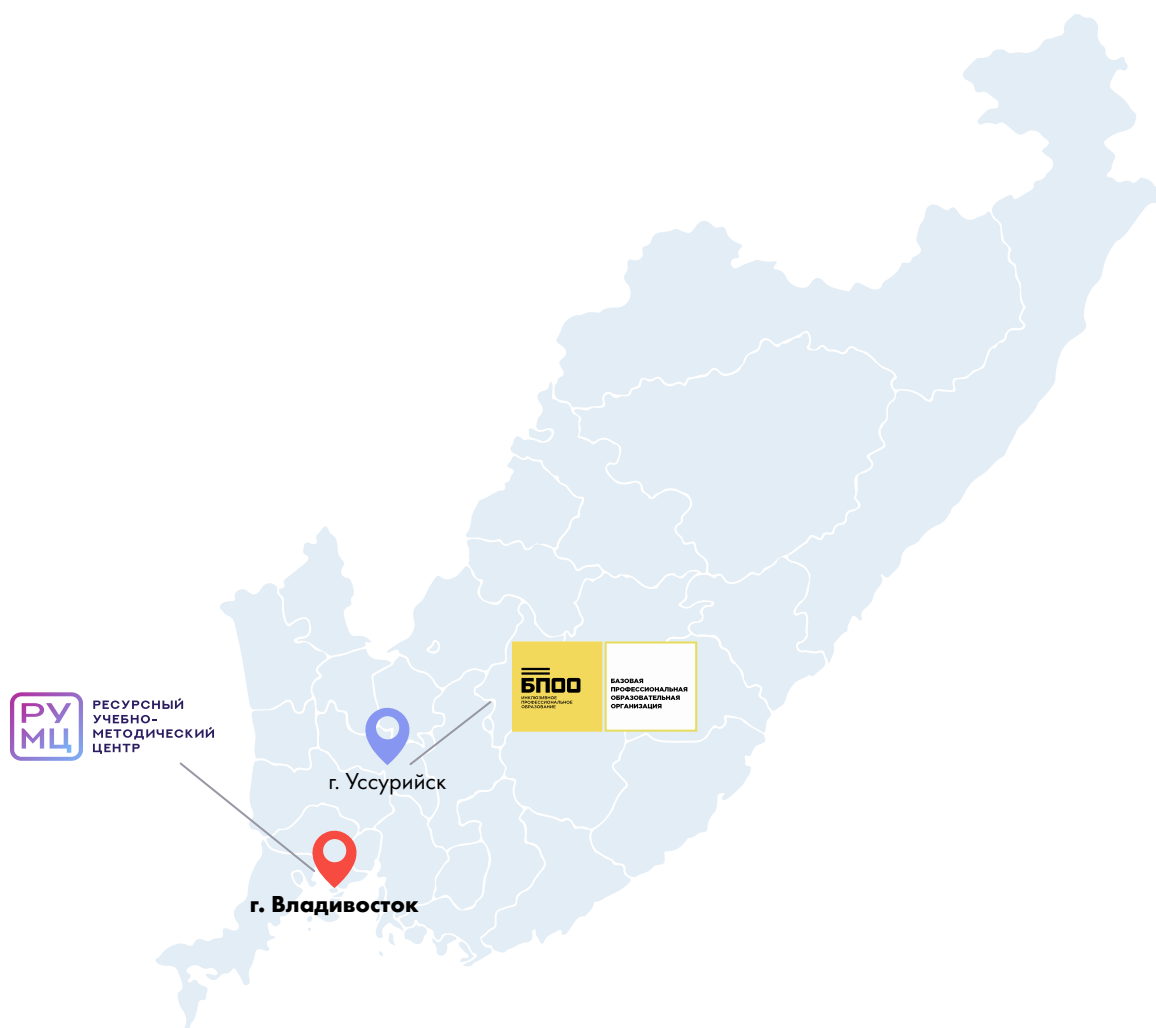 БПОО
ИНКЛЮЗИВНОЕ
ПРОФЕССИОНАЛЬНОЕ
ОБРАЗОВАНИЕ
БАЗОВАЯ
ПРОФЕССИОНАЛЬНАЯ
ОБРАЗОВАТЕЛЬНАЯ
ОРГАНИЗАЦИЯ
РУ
МЦ
РЕСУРСНЫЙ
УЧЕБНО-
МЕТОДИЧЕСКИЙ
ЦЕНТР
г. Уссурийск
г. Владивосток